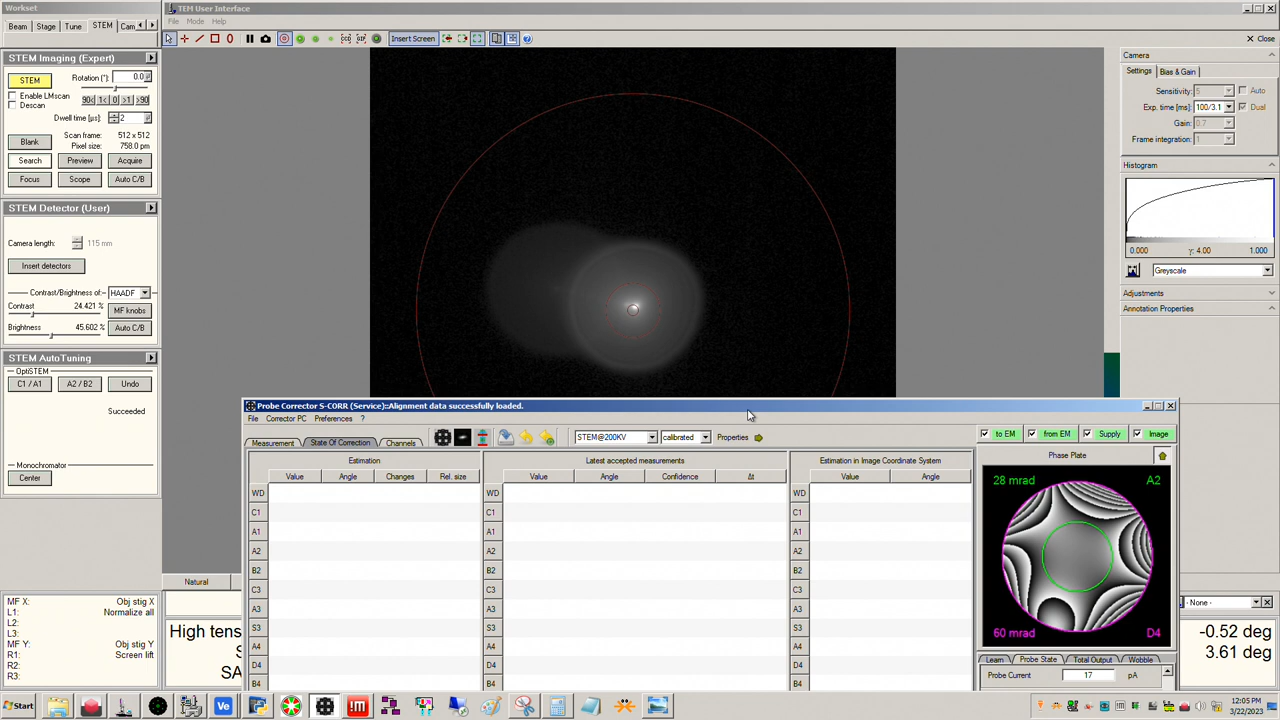 Workset
Beam Stage Tune STEM Cam
STEM Imaging (Expert)
STEM Rotation (°): 0.0
Enable LMscan
Descan
90< 1< 0 >1 >90
Dwell time (µs): 2
Blank
Scan frame: 512 x 512
Pixel size: 758.0 pm
Search Preview Acquire
Focus Scope Auto C/B
STEM Detector (User)
Camera length: 115 mm
Insert detectors
Contrast/Brightness of: HAADF
Contrast 24.421 % MF knobs
Brightness 45.602 % Auto C/B
STEM AutoTuning
OptiSTEM
C1 / A1 A2 / B2 Undo
Succeeded
Monochromator
Center
MF X: Obj stig X
L1: Normalize all
L2:
L3:
MF Y: Obj stig Y
R1: Screen lift
R2:
R3:
TEM User Interface
File Mode Help
Insert Screen
Close
Camera
Settings Bias & Gain
Sensitivity: 5 Auto
Exp. time [ms]: 100/3.1 Dual
Gain: 0.7
Frame integration: 1
Histogram
0.000 γ: 4.00 1.000
Greyscale
Adjustments
Annotation Properties
Natural
High tens
S
SA
- None -
-0.52 deg
3.61 deg
Probe Corrector S-CORR (Service)::Alignment data successfully loaded.
File Corrector PC Preferences ?
Measurement State Of Correction Channels
STEM@200KV calibrated Properties
to EM from EM Supply Image
Estimation Latest accepted measurements Estimation in Image Coordinate System
Value Angle Changes Rel. size Value Angle Confidence Δt Value Angle
WD WD WD
C1 C1 C1
A1 A1 A1
A2 A2 A2
B2 B2 B2
C3 C3 C3
A3 A3 A3
S3 S3 S3
A4 A4 A4
D4 D4 D4
B4 B4 B4
Phase Plate
28 mrad A2
60 mrad D4
Learn Probe State Total Output Wobble
Probe Current 17 pA
Start
12:05 PM
3/22/2023